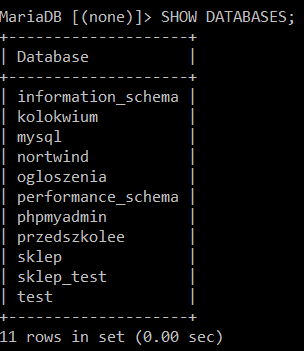 MariaDB [(none)]> SHOW DATABASES;
+--------------------+
| Database           |
+--------------------+
| information_schema |
| kolokwium          |
| mysql              |
| nortwind           |
| ogloszenia         |
| performance_schema |
| phpmyadmin         |
| przedszkolee       |
| sklep              |
| sklep_test         |
| test               |
+--------------------+
11 rows in set (0.00 sec)